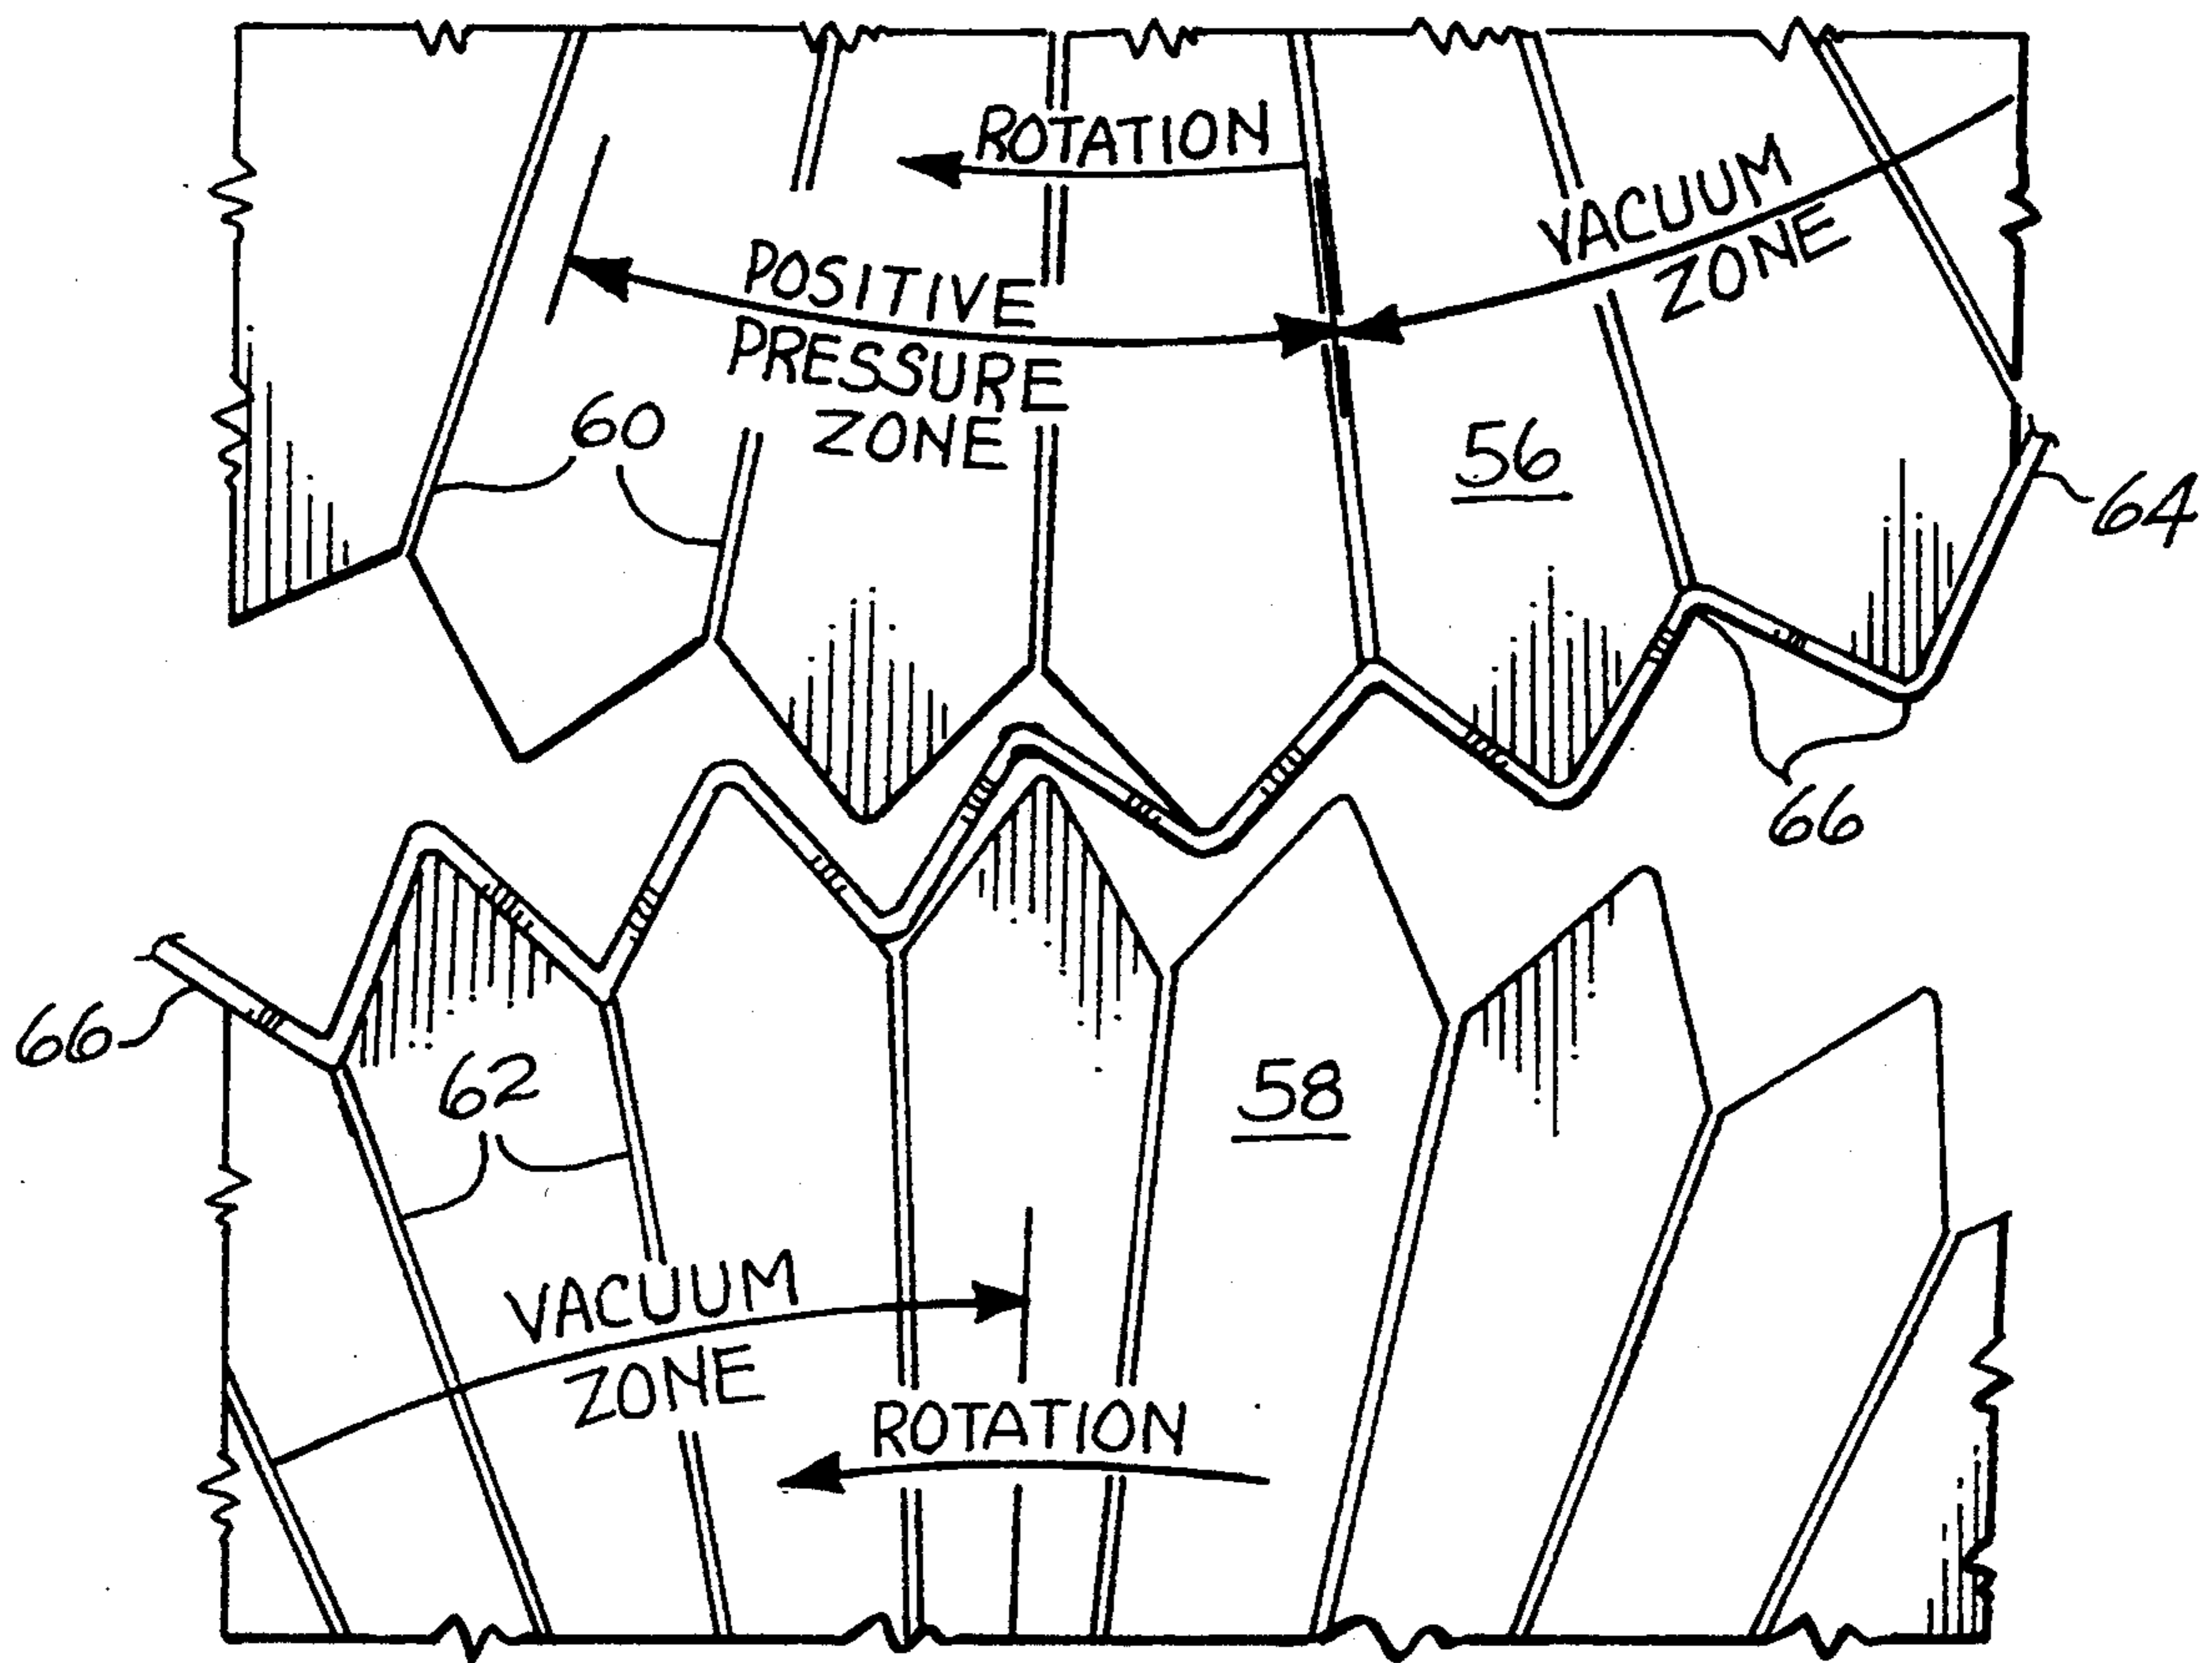 ROTATION
VACUUM
ZONE
POSITIVE
PRESSURE
ZONE
60
56
64
66
66
62
58
VACUUM
ZONE
ROTATION